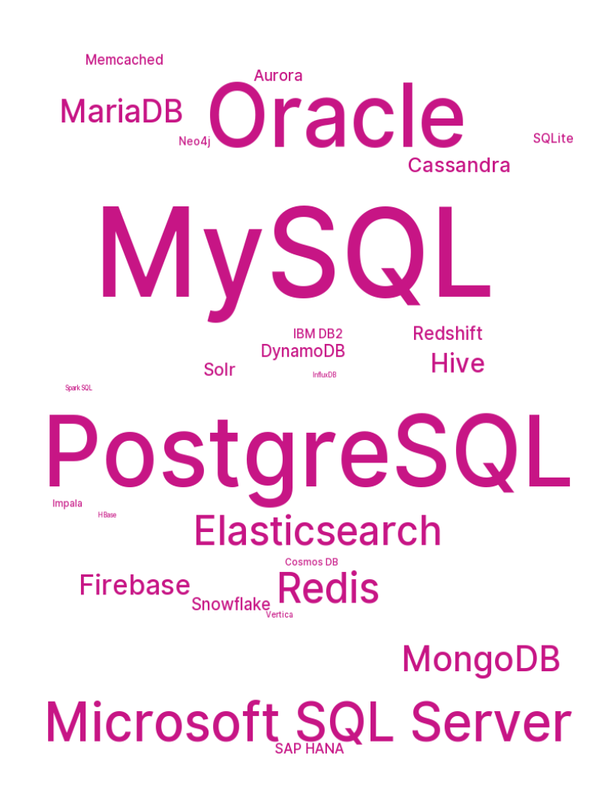 Memcached
Aurora
MariaDB
Oracle
Neo4j
SQLite
Cassandra
MySQL
IBM DB2
Redshift
DynamoDB
Hive
Solr
InfluxDB
Spark SQL
PostgreSQL
Impala
HBase
Elasticsearch
Cosmos DB
Firebase
Redis
Snowflake
Vertica
MongoDB
Microsoft SQL Server
SAP HANA